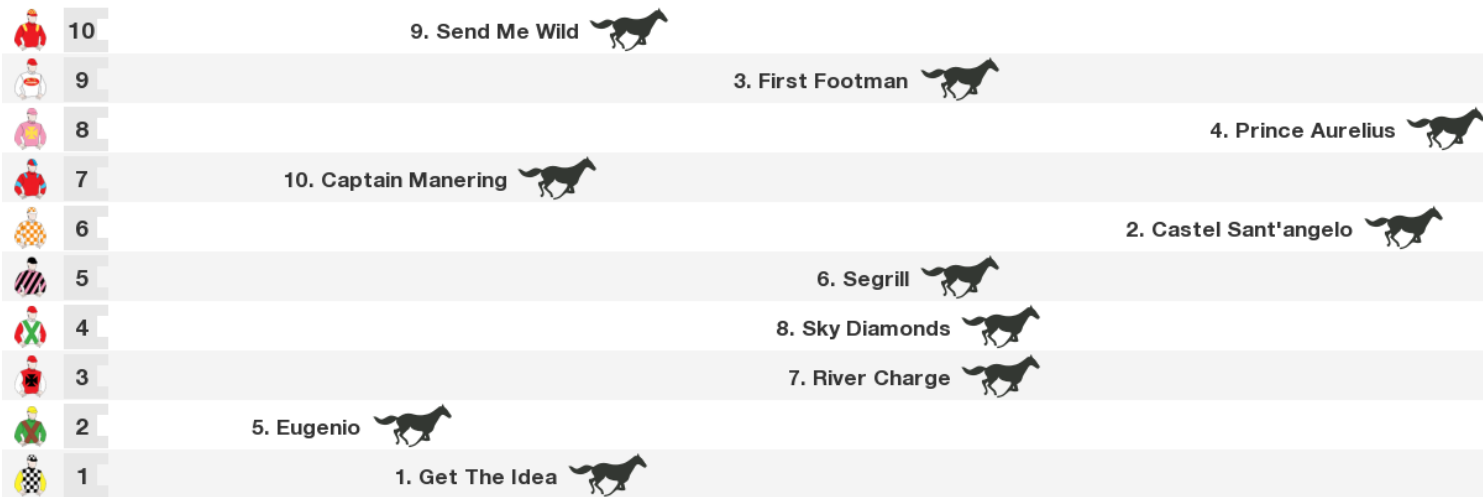 10 9. Send Me Wild
9 3. First Footman
8 4. Prince Aurelius
7 10. Captain Manering
6 2. Castel Sant'angelo
5 6. Segrill
4 8. Sky Diamonds
3 7. River Charge
2 5. Eugenio
1 1. Get The Idea